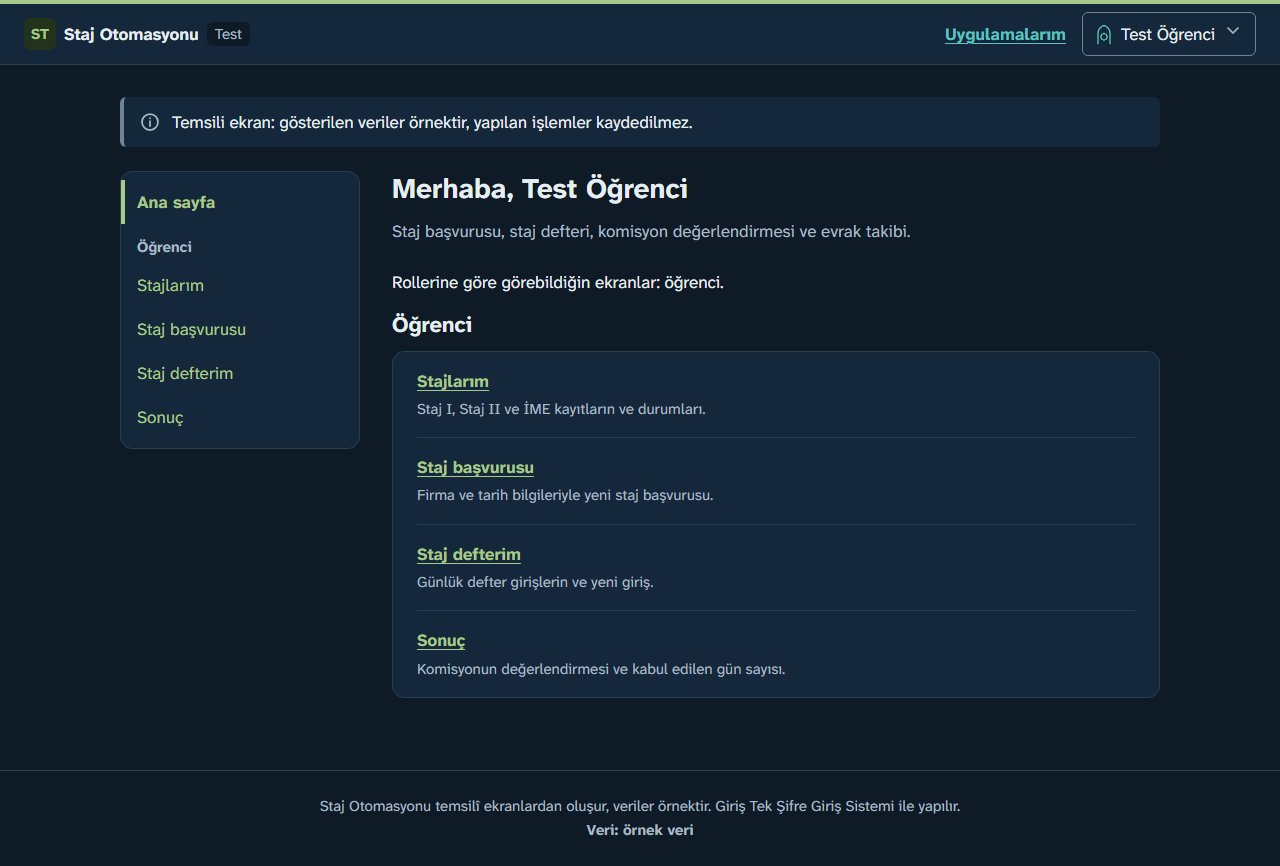 ST Staj Otomasyonu Test
Uygulamalarım
Test Öğrenci
Temsili ekran: gösterilen veriler örnektir, yapılan işlemler kaydedilmez.
Ana sayfa
Öğrenci
Stajlarım
Staj başvurusu
Staj defterim
Sonuç
Merhaba, Test Öğrenci
Staj başvurusu, staj defteri, komisyon değerlendirmesi ve evrak takibi.
Rollerine göre görebildiğin ekranlar: öğrenci.
Öğrenci
Stajlarım
Staj I, Staj II ve İME kayıtların ve durumları.
Staj başvurusu
Firma ve tarih bilgileriyle yeni staj başvurusu.
Staj defterim
Günlük defter girişlerin ve yeni giriş.
Sonuç
Komisyonun değerlendirmesi ve kabul edilen gün sayısı.
Staj Otomasyonu temsilî ekranlardan oluşur, veriler örnektir. Giriş Tek Şifre Giriş Sistemi ile yapılır.
Veri: örnek veri